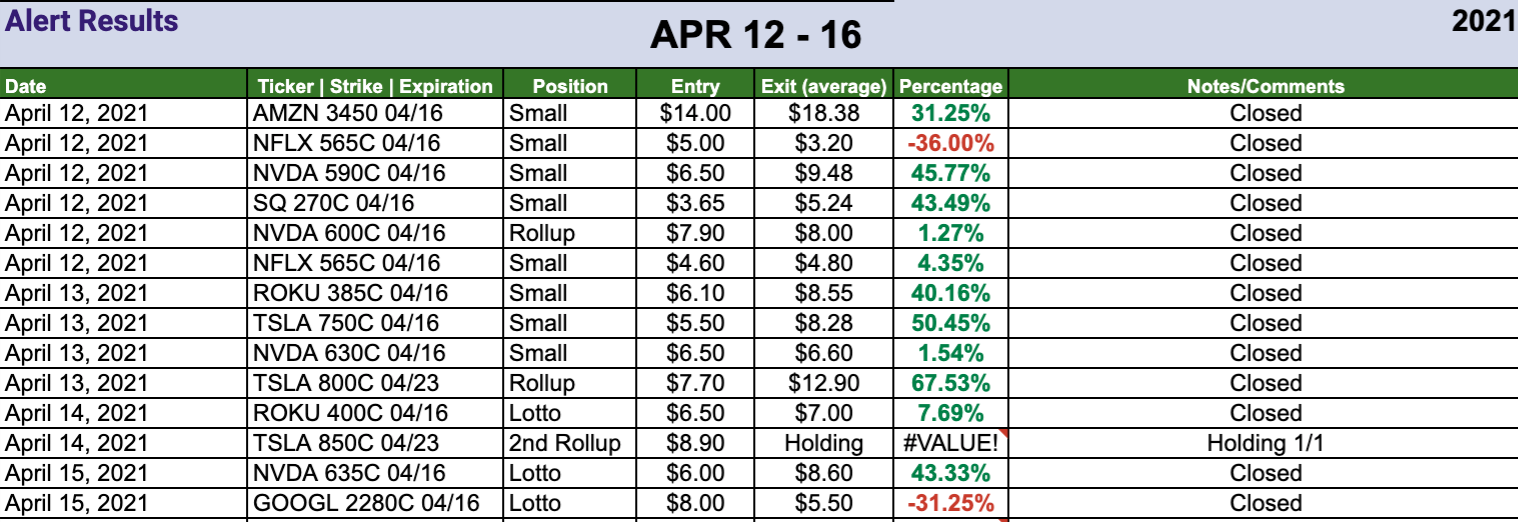 Alert Results APR 12 - 16 2021
Date Ticker | Strike | Expiration Position Entry Exit (average) Percentage Notes/Comments
April 12, 2021 AMZN 3450 04/16 Small $14.00 $18.38 31.25% Closed
April 12, 2021 NFLX 565C 04/16 Small $5.00 $3.20 -36.00% Closed
April 12, 2021 NVDA 590C 04/16 Small $6.50 $9.48 45.77% Closed
April 12, 2021 SQ 270C 04/16 Small $3.65 $5.24 43.49% Closed
April 12, 2021 NVDA 600C 04/16 Rollup $7.90 $8.00 1.27% Closed
April 12, 2021 NFLX 565C 04/16 Small $4.60 $4.80 4.35% Closed
April 13, 2021 ROKU 385C 04/16 Small $6.10 $8.55 40.16% Closed
April 13, 2021 TSLA 750C 04/16 Small $5.50 $8.28 50.45% Closed
April 13, 2021 NVDA 630C 04/16 Small $6.50 $6.60 1.54% Closed
April 13, 2021 TSLA 800C 04/23 Rollup $7.70 $12.90 67.53% Closed
April 14, 2021 ROKU 400C 04/16 Lotto $6.50 $7.00 7.69% Closed
April 14, 2021 TSLA 850C 04/23 2nd Rollup $8.90 Holding #VALUE! Holding 1/1
April 15, 2021 NVDA 635C 04/16 Lotto $6.00 $8.60 43.33% Closed
April 15, 2021 GOOGL 2280C 04/16 Lotto $8.00 $5.50 -31.25% Closed